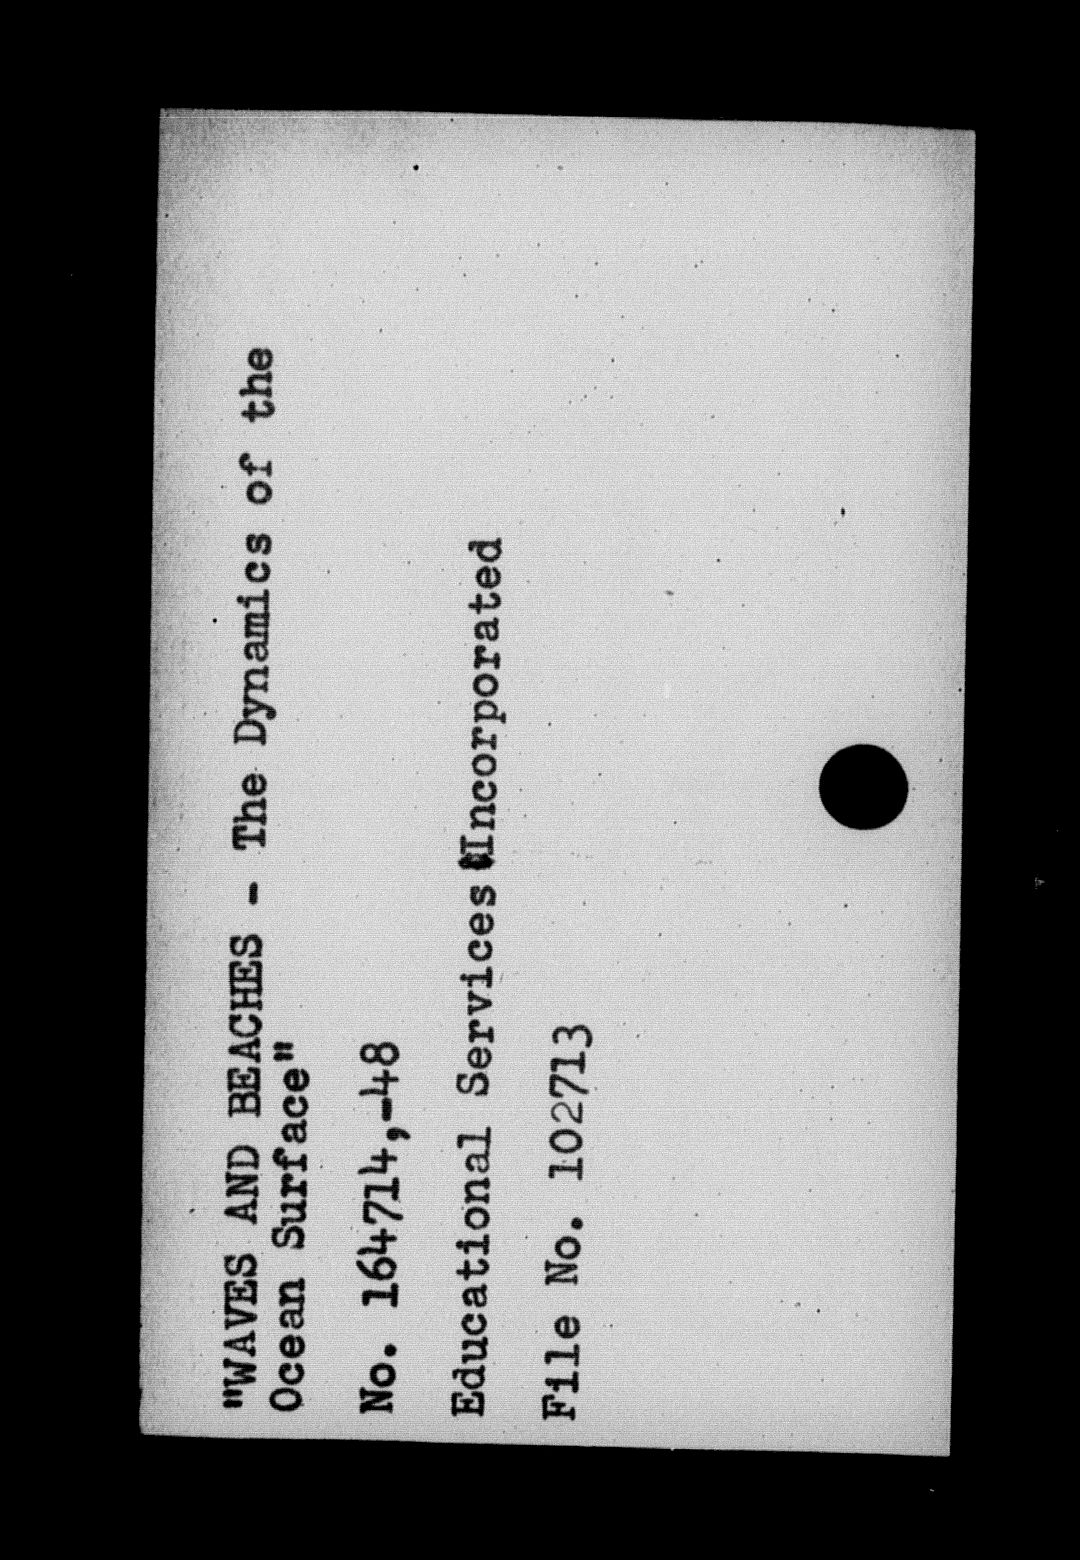 "WAVES AND BEACHES - The Dynamics of the
Ocean Surface"
No. 164714,-48
Educational Services Incorporated
File No. 102713